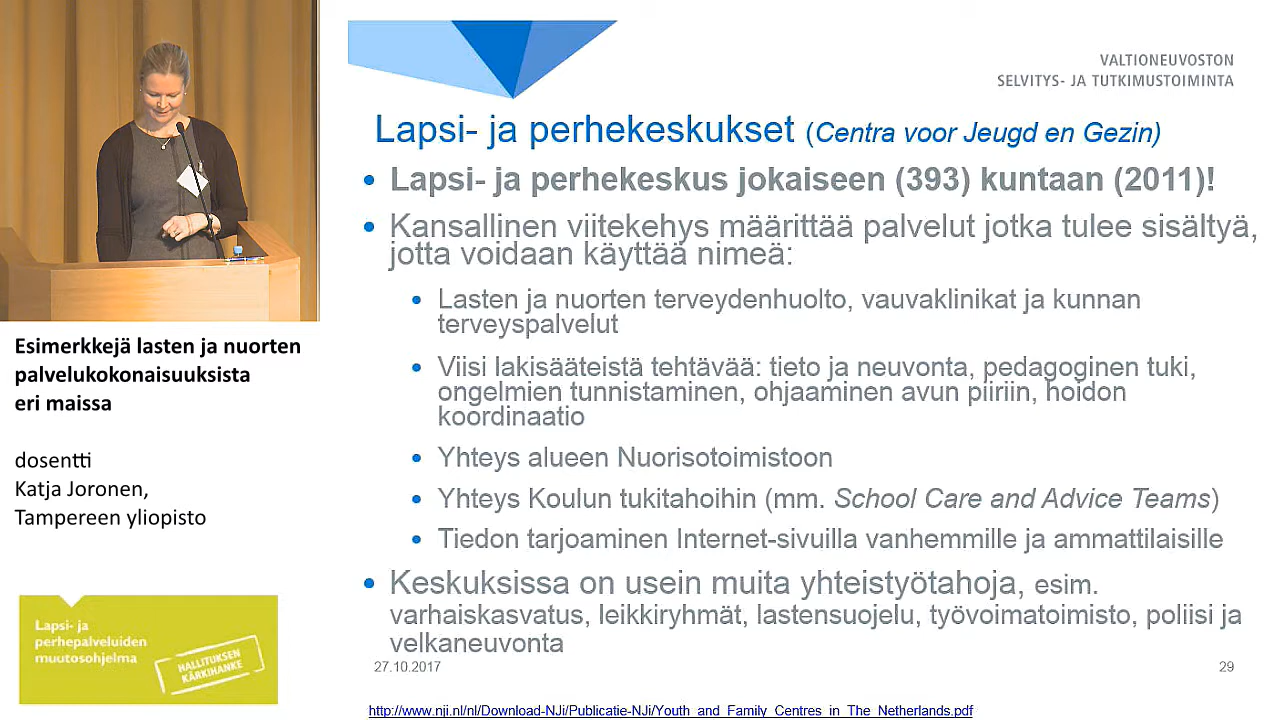 VALTIONEUVOSTON
SELVITYS- JA TUTKIMUSTOIMINTA
Lapsi- ja perhekeskukset (Centra voor Jeugd en Gezin)
Lapsi- ja perhekeskus jokaiseen (393) kuntaan (2011)!
Kansallinen viitekehys määrittää palvelut jotka tulee sisältyä,
jotta voidaan käyttää nimeä:
Lasten ja nuorten terveydenhuolto, vauvaklinikat ja kunnan
terveyspalvelut
Viisi lakisääteistä tehtävää: tieto ja neuvonta, pedagoginen tuki,
ongelmien tunnistaminen, ohjaaminen avun piiriin, hoidon
koordinaatio
Yhteys alueen Nuorisotoimistoon
Yhteys Koulun tukitahoihin (mm. School Care and Advice Teams)
Tiedon tarjoaminen Internet-sivuilla vanhemmille ja ammattilaisille
Keskuksissa on usein muita yhteistyötahoja, esim.
varhaiskasvatus, leikkiryhmät, lastensuojelu, työvoimatoimisto, poliisi ja
velkaneuvonta
27.10.2017
29
http://www.nji.nl/nl/Download-NJi/Publicatie-NJi/Youth_and_Family_Centres_in_The_Netherlands.pdf
Esimerkkejä lasten ja nuorten
palvelukokonaisuuksista
eri maissa
dosentti
Katja Joronen,
Tampereen yliopisto
Lapsi- ja
perhepalveluiden
muutosohjelma
HALLITUKSEN
KÄRKIHANKE